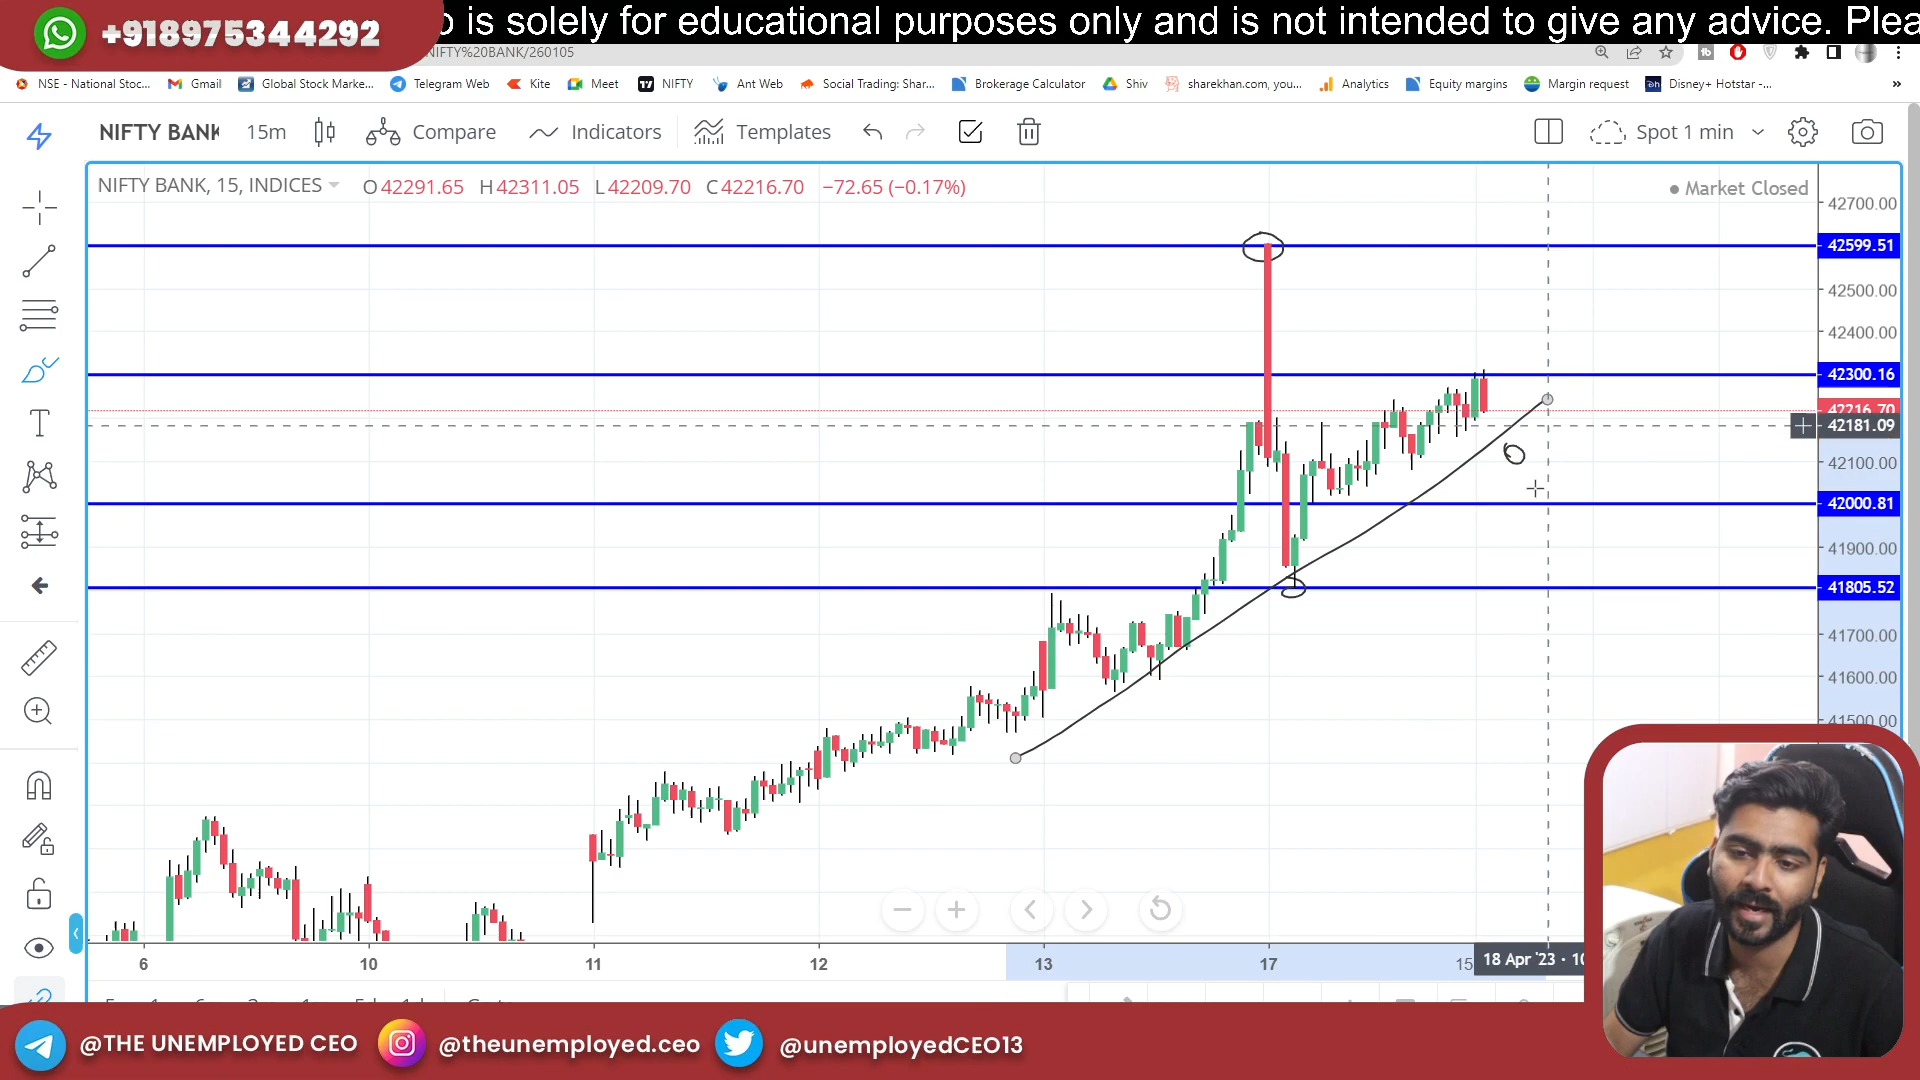 +918975344292
is solely for educational purposes only and is not intended to give any advice.
NIFTY%20BANK/260105
NSE - National Stoc... Gmail Global Stock Marke... Telegram Web Kite Meet NIFTY Ant Web Social Trading: Shar... Brokerage Calculator Shiv sharekhan.com, you... Analytics Equity margins Margin request Disney+ Hotstar -... »
NIFTY BANK 15m Compare Indicators Templates Spot 1 min
NIFTY BANK, 15, INDICES O42291.65 H42311.05 L42209.70 C42216.70 −72.65 (−0.17%) Market Closed
42700.00
42599.51
42500.00
42400.00
42300.16
42216.70
42181.09
42100.00
42000.81
41900.00
41805.52
41700.00
41600.00
41500.00
6 10 11 12 13 17 15 18 Apr '23 • 10
@THE UNEMPLOYED CEO @theunemployed.ceo @unemployedCEO13